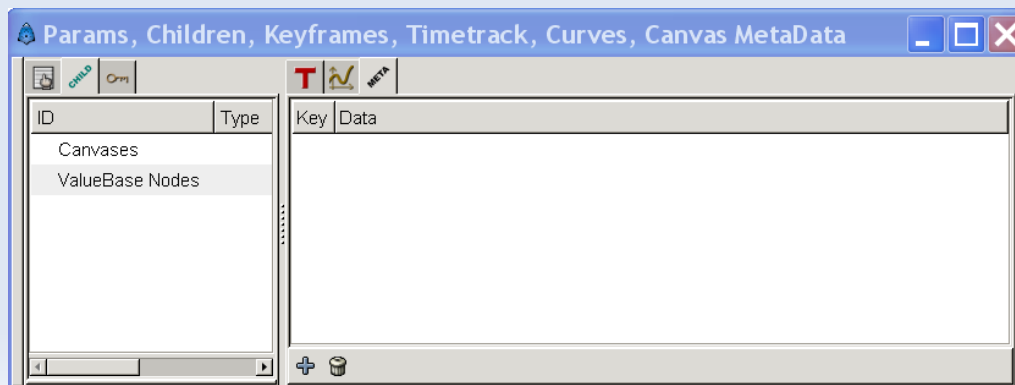 Params, Children, Keyframes, Timetrack, Curves, Canvas MetaData
CHILD
T META
ID Type
Key Data
Canvases
ValueBase Nodes